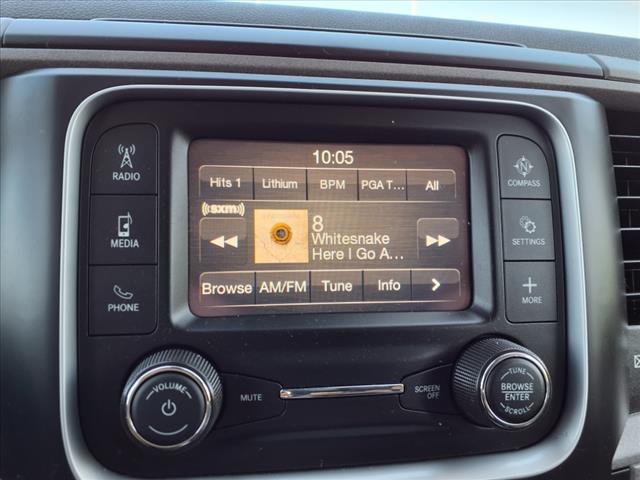 10:05
Hits 1 Lithium BPM PGA T... All
((sxm))
8
Whitesnake
Here I Go A...
Browse AM/FM Tune Info >
RADIO
MEDIA
PHONE
COMPASS
SETTINGS
MORE
VOLUME
MUTE
SCREEN
OFF
TUNE
BROWSE
ENTER
SCROLL